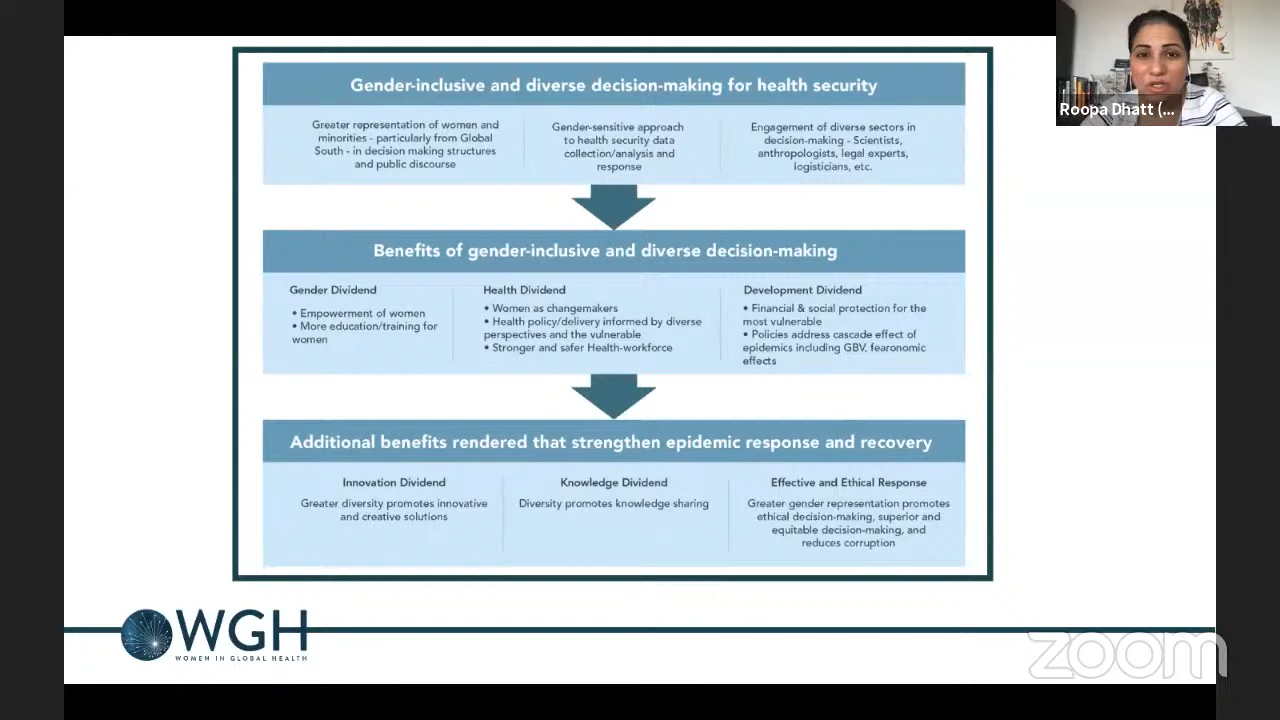 Roopa Dhatt (...
Gender-inclusive and diverse decision-making for health security
Greater representation of women and
minorities - particularly from Global
South - in decision making structures
and public discourse
Gender-sensitive approach
to health security data
collection/analysis and
response
Engagement of diverse sectors in
decision-making - Scientists,
anthropologists, legal experts,
logisticians, etc.
Benefits of gender-inclusive and diverse decision-making
Gender Dividend
• Empowerment of women
• More education/training for
women
Health Dividend
• Women as changemakers
• Health policy/delivery informed by diverse
perspectives and the vulnerable
• Stronger and safer Health-workforce
Development Dividend
• Financial & social protection for the
most vulnerable
• Policies address cascade effect of
epidemics including GBV, fearonomic
effects
Additional benefits rendered that strengthen epidemic response and recovery
Innovation Dividend
Greater diversity promotes innovative
and creative solutions
Knowledge Dividend
Diversity promotes knowledge sharing
Effective and Ethical Response
Greater gender representation promotes
ethical decision-making, superior and
equitable decision-making, and
reduces corruption
WGH
WOMEN IN GLOBAL HEALTH
zoom